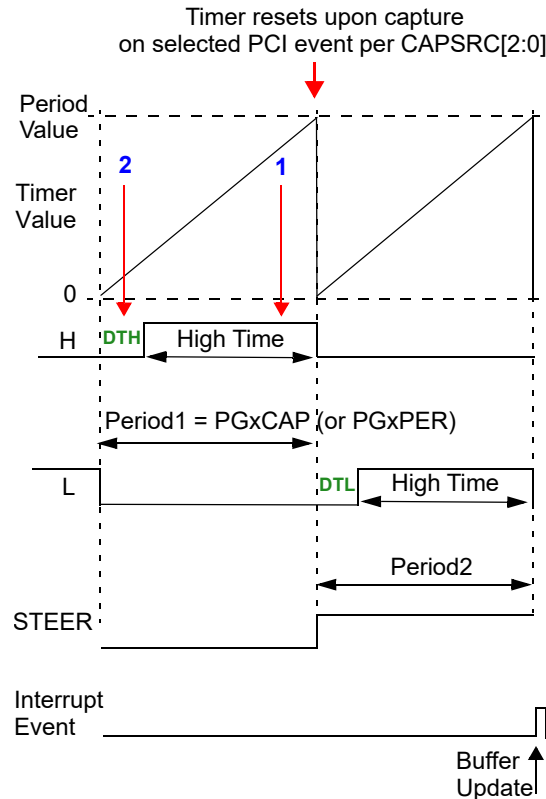 Timer resets upon capture
on selected PCI event per CAPSRC[2:0]
Period
Value
2
1
Timer
Value
0
H
DTH
High Time
Period1 = PGxCAP (or PGxPER)
L
DTL
High Time
Period2
STEER
Interrupt
Event
Buffer
Update